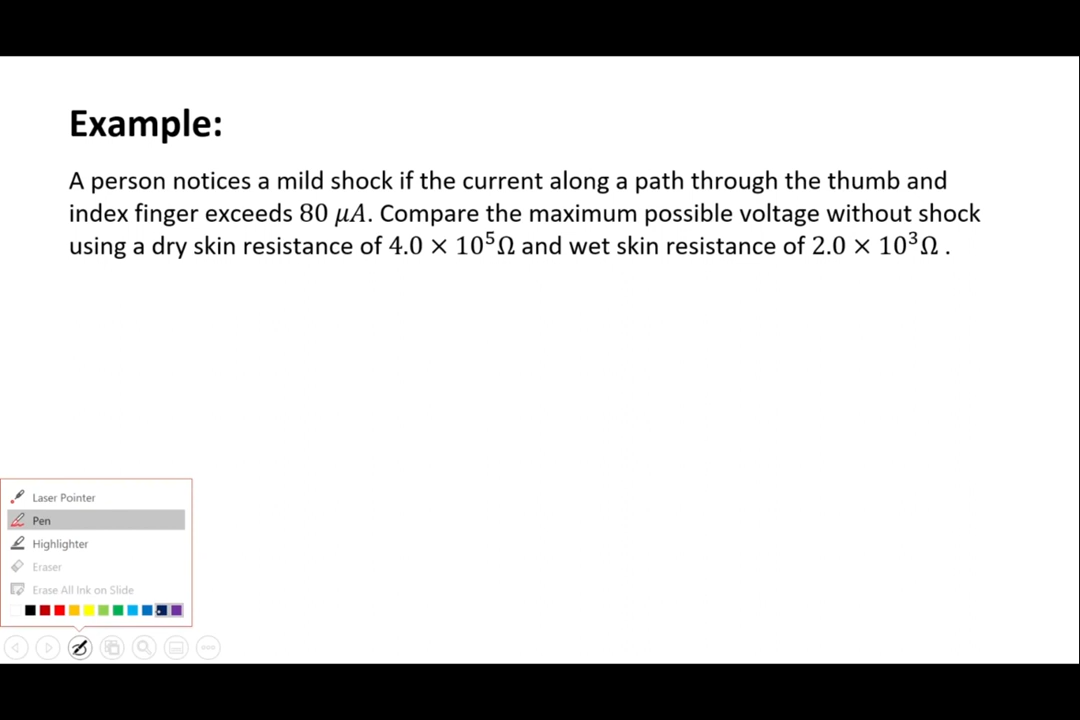 Example:
A person notices a mild shock if the current along a path through the thumb and
index finger exceeds 80 𝜇𝐴. Compare the maximum possible voltage without shock
using a dry skin resistance of 4.0 × 10⁵Ω and wet skin resistance of 2.0 × 10³Ω .
Laser Pointer
Pen
Highlighter
Eraser
Erase All Ink on Slide